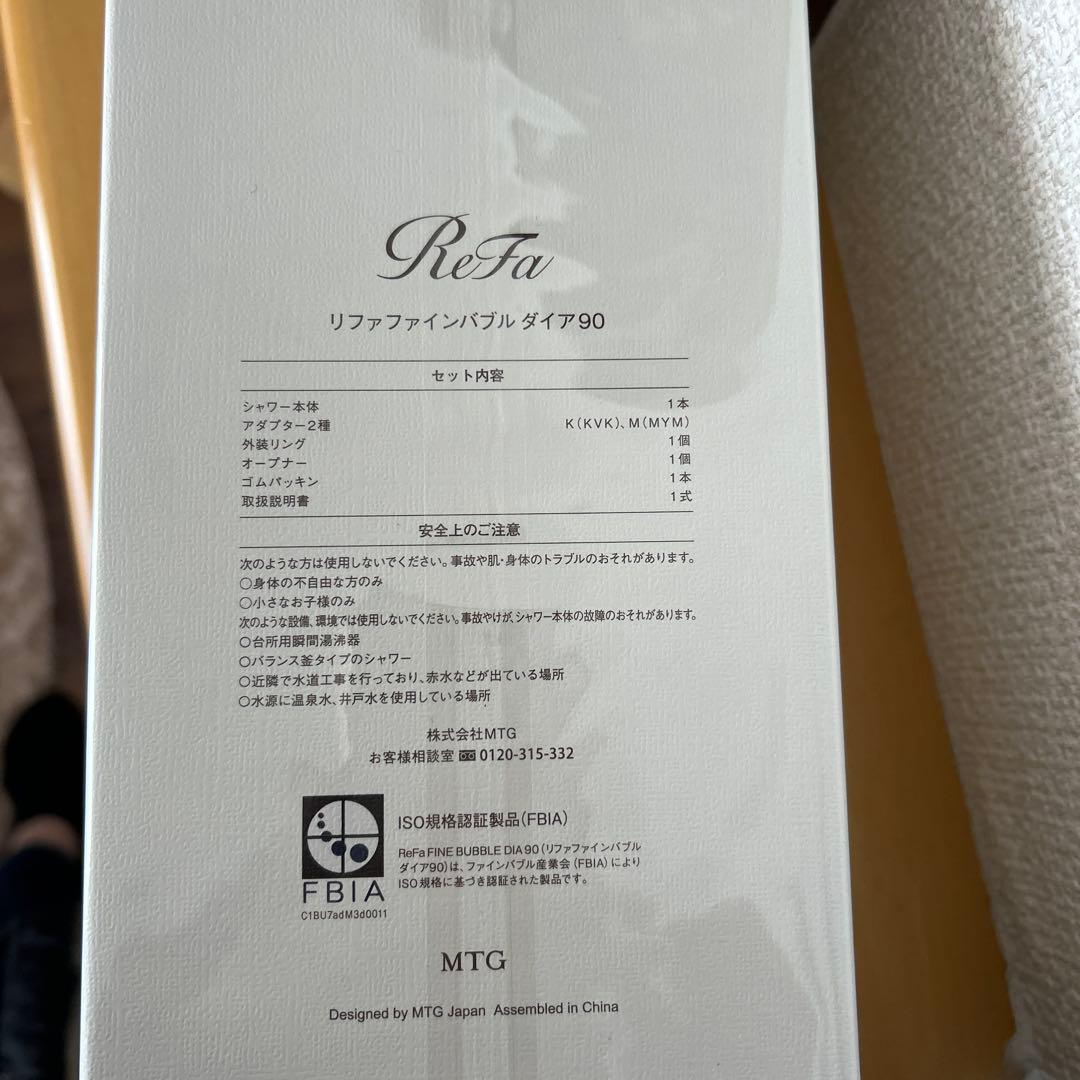 ReFa
リファファインバブル ダイア90
セット内容
シャワー本体 1本
アダプター2種 K(KVK)、M(MYM)
外装リング 1個
オープナー 1個
ゴムパッキン 1本
取扱説明書 1式
安全上のご注意
次のような方は使用しないでください。事故や肌・身体のトラブルのおそれがあります。
○身体の不自由な方のみ
○小さなお子様のみ
次のような設備、環境では使用しないでください。事故やけが、シャワー本体の故障のおそれがあります。
○台所用瞬間湯沸器
○バランス釜タイプのシャワー
○近隣で水道工事を行っており、赤水などが出ている場所
○水源に温泉水、井戸水を使用している場所
株式会社MTG
お客様相談室 0120-315-332
ISO規格認証製品(FBIA)
ReFa FINE BUBBLE DIA 90(リファファインバブル
ダイア90)は、ファインバブル産業会(FBIA)により
ISO規格に基づき認証された製品です。
FBIA
C1BU7adM3d0011
MTG
Designed by MTG Japan Assembled in China